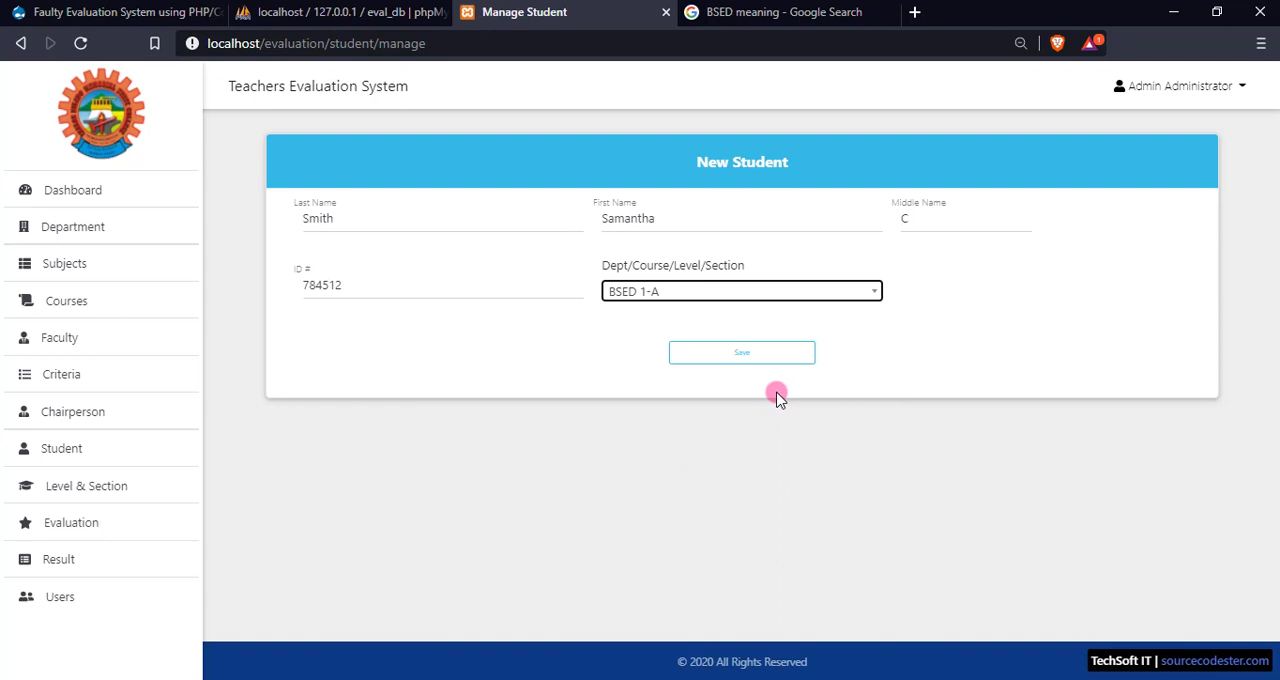 Faulty Evaluation System using PHP/C
localhost / 127.0.0.1 / eval_db | phpMy
Manage Student
BSED meaning - Google Search
localhost/evaluation/student/manage
1
Teachers Evaluation System
Admin Administrator
New Student
Last Name
First Name
Middle Name
Smith
Samantha
C
ID #
Dept/Course/Level/Section
784512
BSED 1-A
Save
Dashboard
Department
Subjects
Courses
Faculty
Criteria
Chairperson
Student
Level & Section
Evaluation
Result
Users
© 2020 All Rights Reserved
TechSoft IT | sourcecodester.com